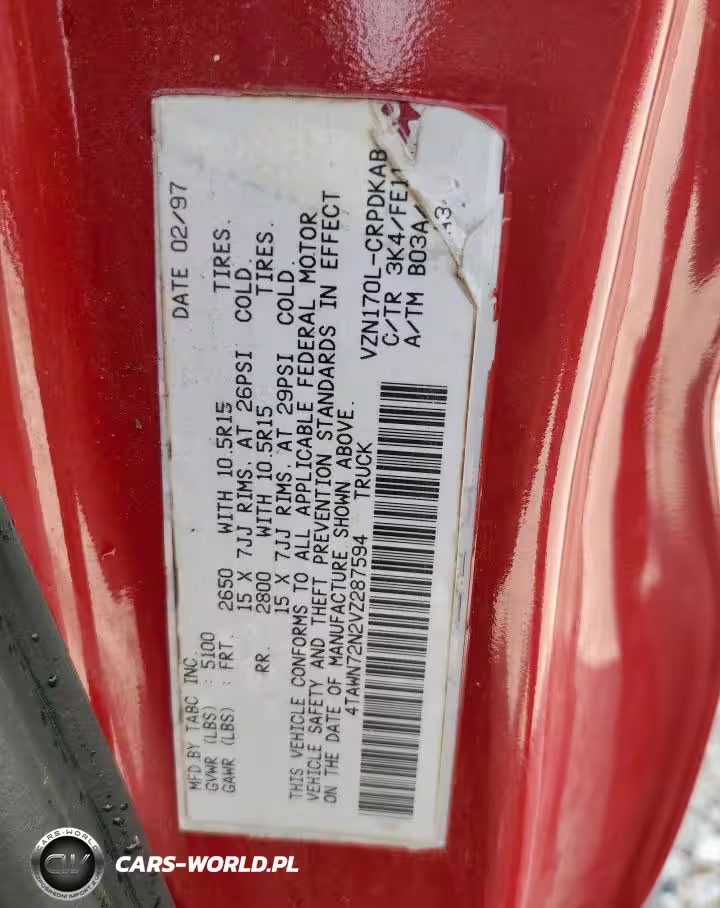 MFD.BY TABC INC. DATE 02/97
GVWR (LBS) : 5100
GAWR (LBS) : FRT. 2650 WITH 10.5R15 TIRES.
15 X 7JJ RIMS. AT 26PSI COLD.
RR. 2800 WITH 10.5R15 TIRES.
15 X 7JJ RIMS. AT 29PSI COLD.
THIS VEHICLE CONFORMS TO ALL APPLICABLE FEDERAL MOTOR
VEHICLE SAFETY AND THEFT PREVENTION STANDARDS IN EFFECT
ON THE DATE OF MANUFACTURE SHOWN ABOVE.
4TAWN72N2VZ287594 TRUCK
VZN170L-CRPDKAB
C/TR 3K4/FE11
A/TM B03A/
CARS-WORLD
CW
CARS-WORLD.PL